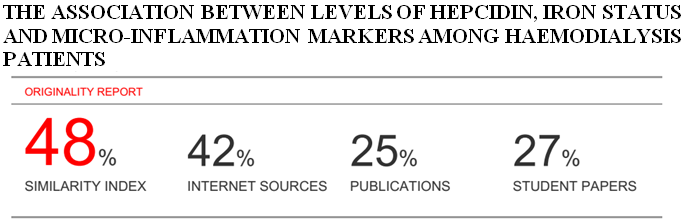 THE ASSOCIATION BETWEEN LEVELS OF HEPCIDIN, IRON STATUS
AND MICRO-INFLAMMATION MARKERS AMONG HAEMODIALYSIS
PATIENTS
ORIGINALITY REPORT
48% 42% 25% 27%
SIMILARITY INDEX INTERNET SOURCES PUBLICATIONS STUDENT PAPERS